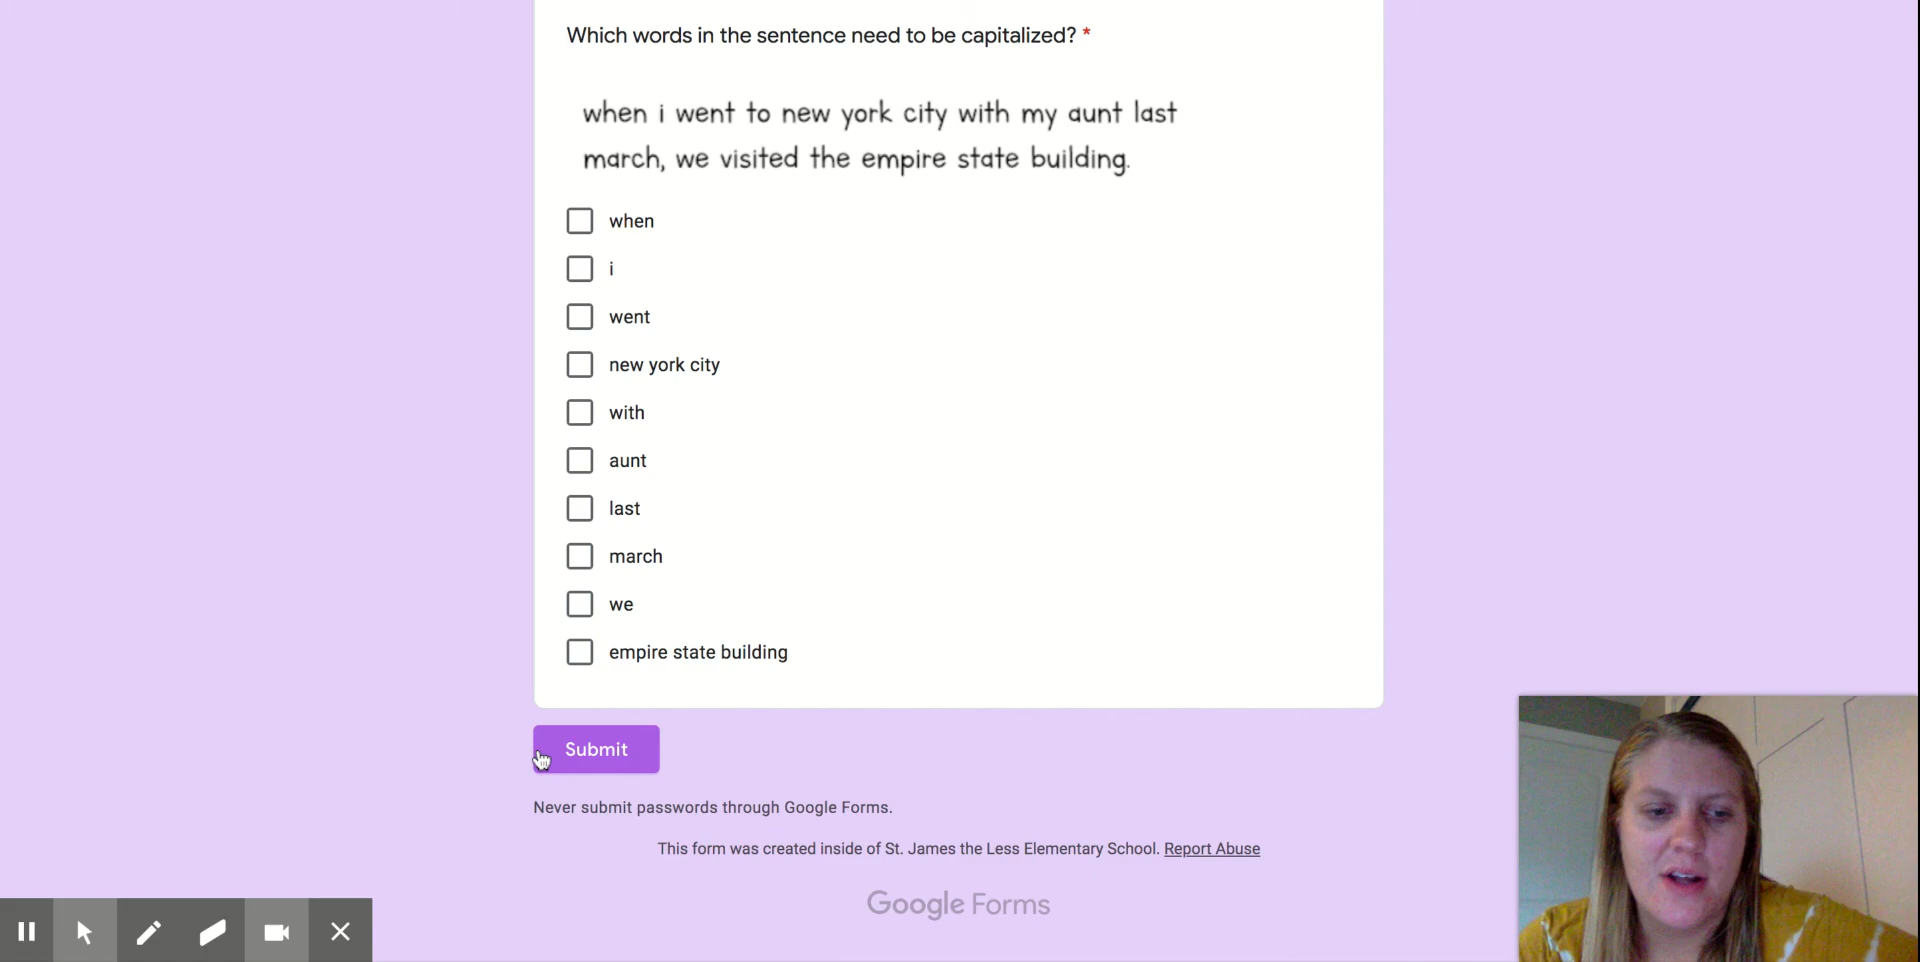 Which words in the sentence need to be capitalized? *
when i went to new york city with my aunt last
march, we visited the empire state building.
when
i
went
new york city
with
aunt
last
march
we
empire state building
Submit
Never submit passwords through Google Forms.
This form was created inside of St. James the Less Elementary School. Report Abuse
Google Forms